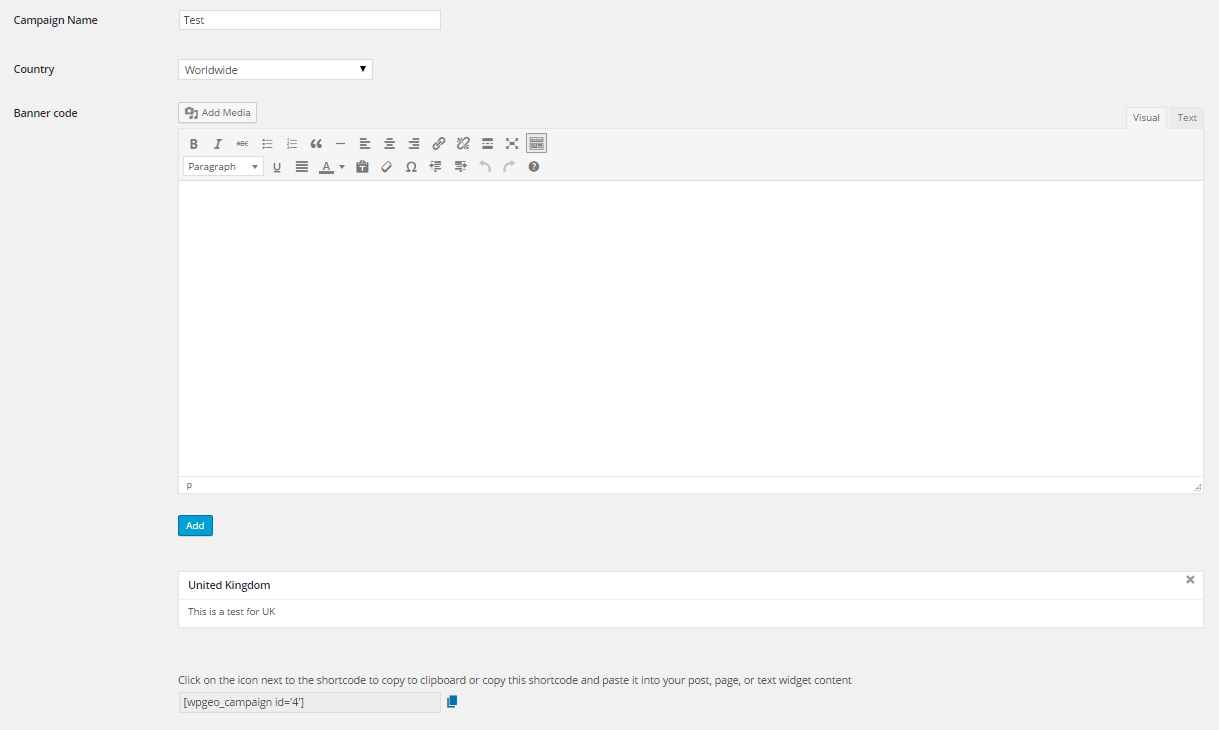 Campaign Name
Test
Country
Worldwide
Banner code
Add Media
Visual Text
B I ABC
Paragraph U A T Ω ?
p
Add
United Kingdom
This is a test for UK
Click on the icon next to the shortcode to copy to clipboard or copy this shortcode and paste it into your post, page, or text widget content
[wpgeo_campaign id='4']